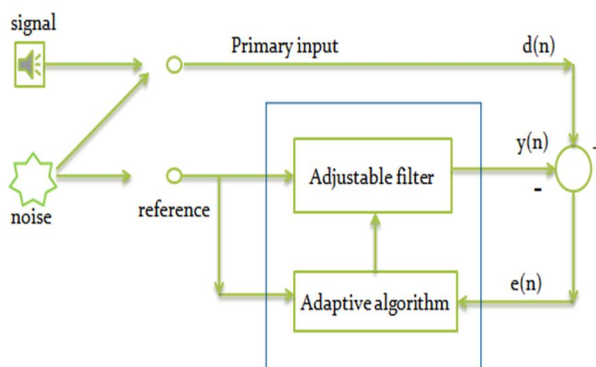 signal
Primary input
d(n)
y(n)
Adjustable filter
-
noise
reference
e(n)
Adaptive algorithm